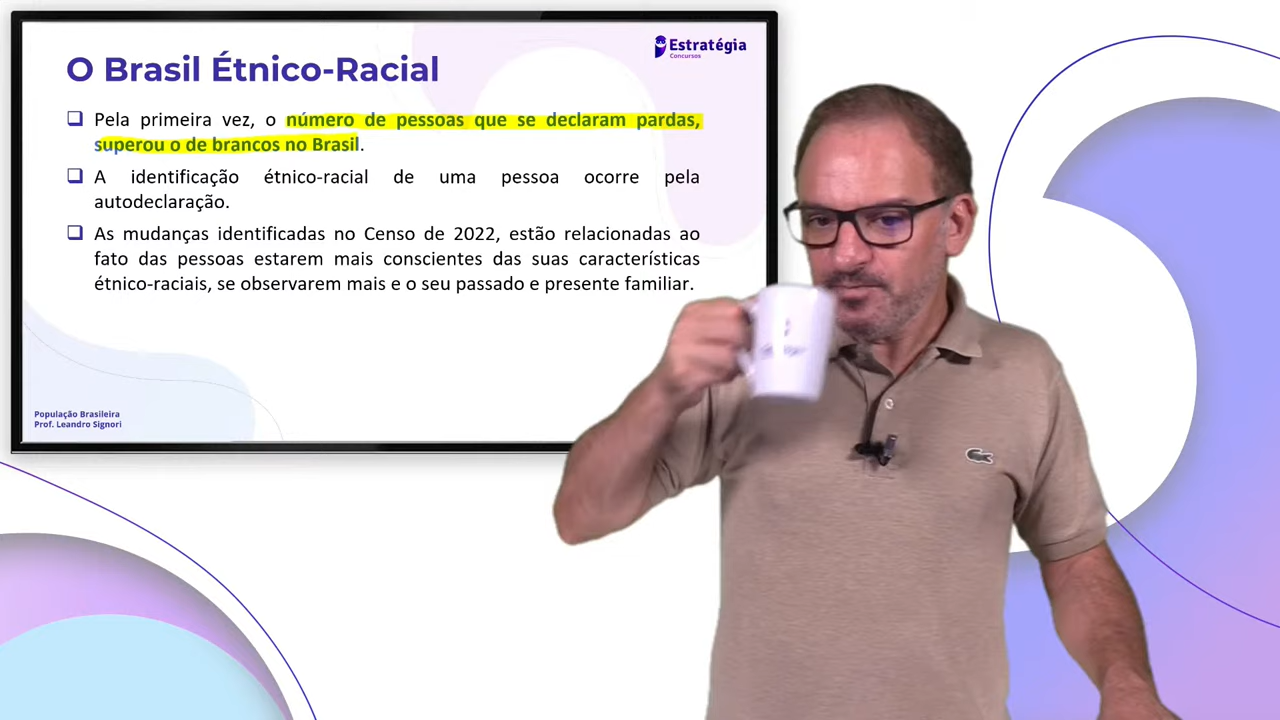 Estratégia
Concursos
O Brasil Étnico-Racial
Pela primeira vez, o número de pessoas que se declaram pardas,
superou o de brancos no Brasil.
A identificação étnico-racial de uma pessoa ocorre pela
autodeclaração.
As mudanças identificadas no Censo de 2022, estão relacionadas ao
fato das pessoas estarem mais conscientes das suas características
étnico-raciais, se observarem mais e o seu passado e presente familiar.
População Brasileira
Prof. Leandro Signori